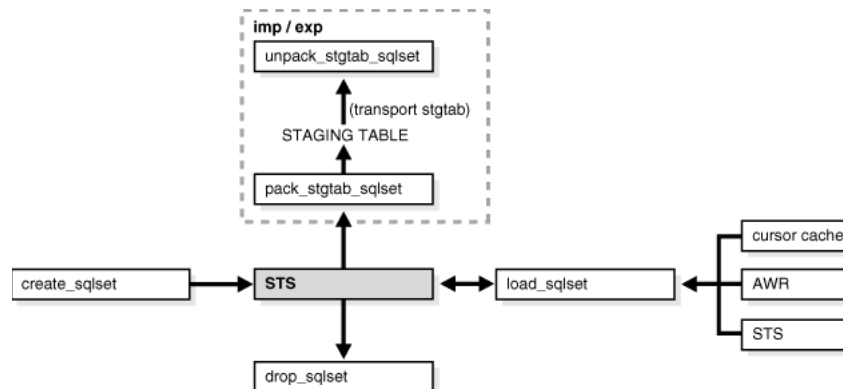 imp / exp
unpack_stgtab_sqlset
(transport stgtab)
STAGING TABLE
pack_stgtab_sqlset
cursor cache
create_sqlset
STS
load_sqlset
AWR
STS
drop_sqlset